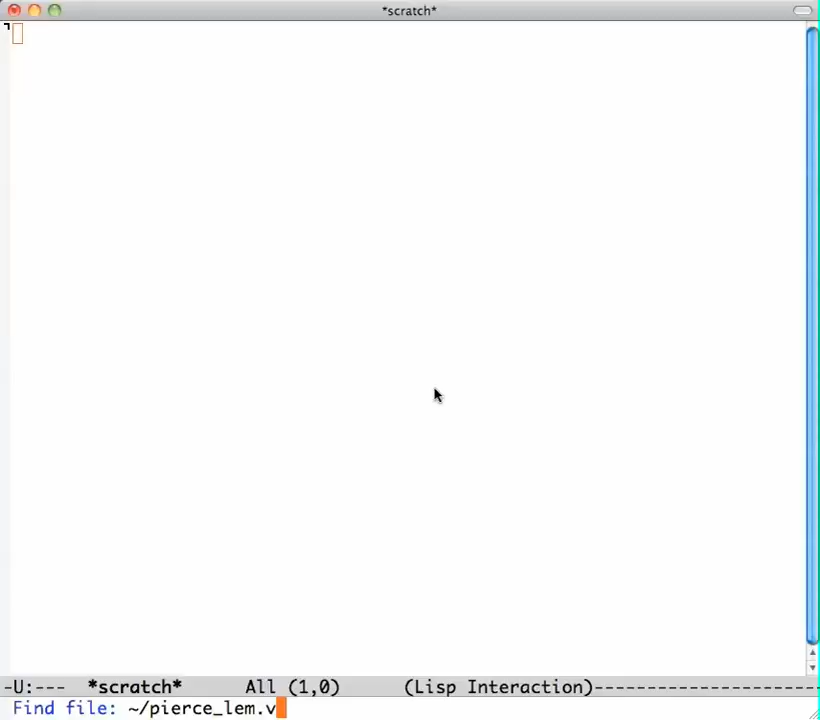 *scratch*
-U:--- *scratch* All (1,0) (Lisp Interaction)--------------------
Find file: ~/pierce_lem.v